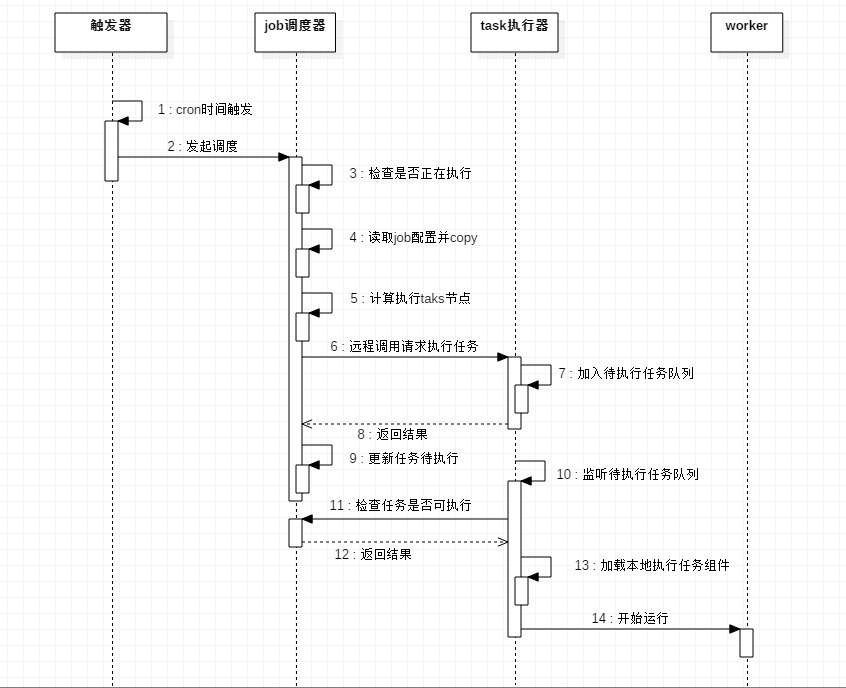 触发器
job调度器
task执行器
worker
1 : cron时间触发
2 : 发起调度
3 : 检查是否正在执行
4 : 读取job配置并copy
5 : 计算执行taks节点
6 : 远程调用请求执行任务
7 : 加入待执行任务队列
8 : 返回结果
9 : 更新任务待执行
10 : 监听待执行任务队列
11 : 检查任务是否可执行
12 : 返回结果
13 : 加载本地执行任务组件
14 : 开始运行